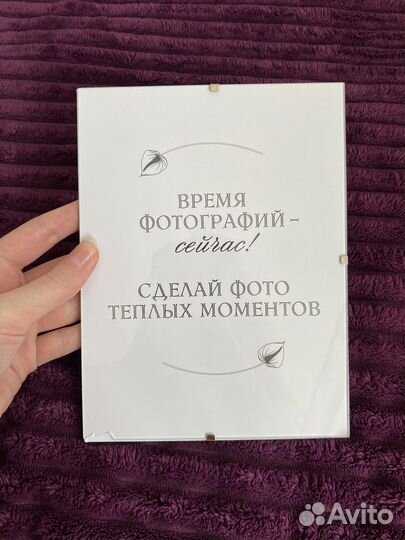 ВРЕМЯ
ФОТОГРАФИЙ –
сейчас!
СДЕЛАЙ ФОТО
ТЕПЛЫХ МОМЕНТОВ
Avito